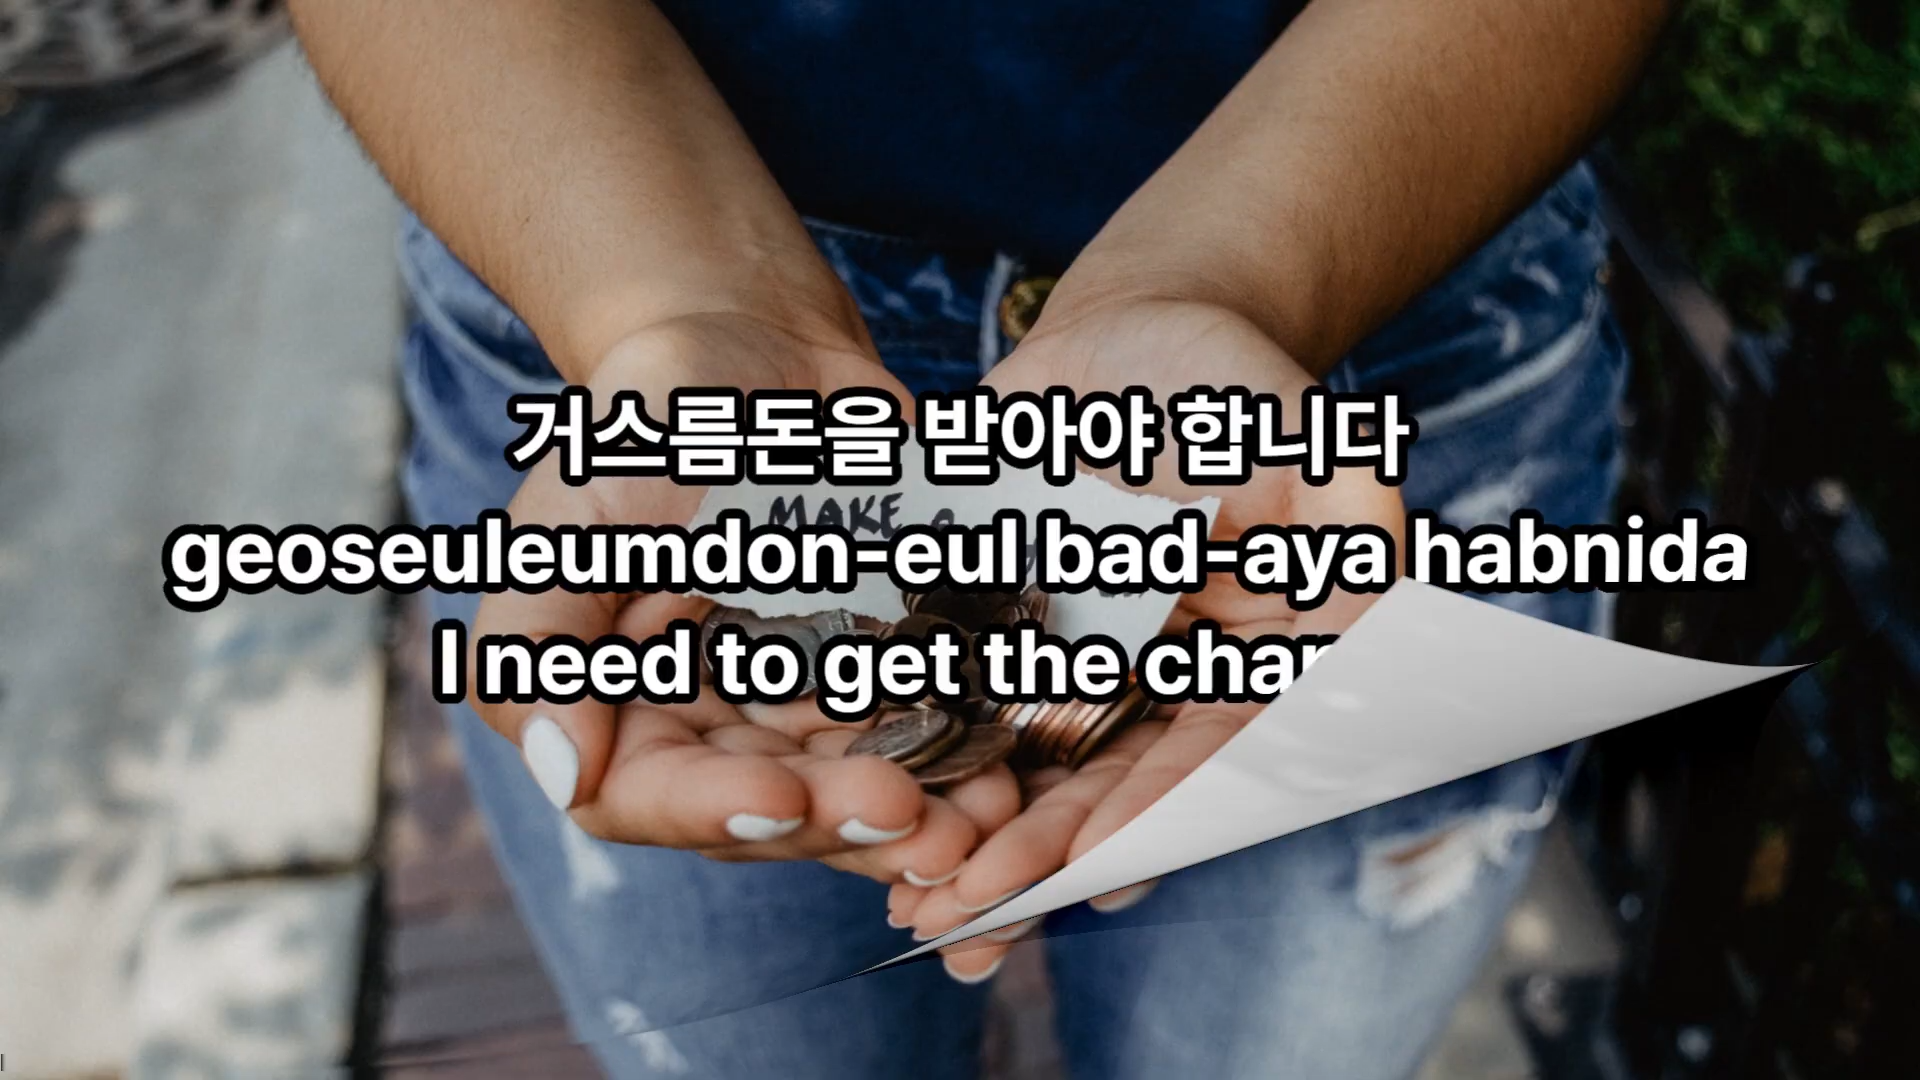 거스름돈을 받아야 합니다
MAKE a
geoseuleumdon-eul bad-aya habnida
I need to get the